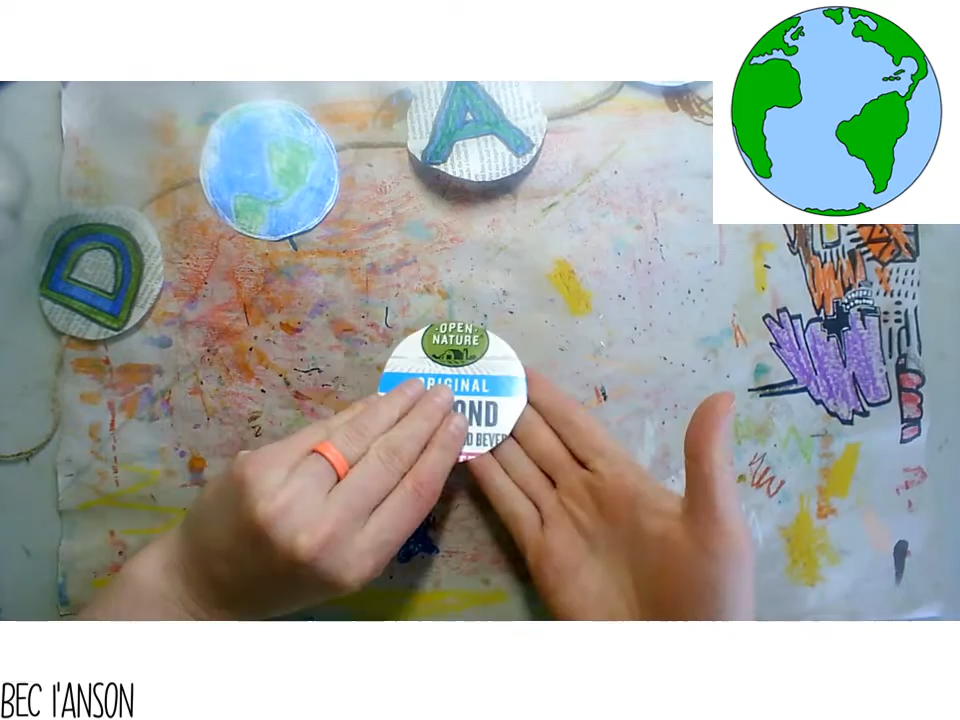 A
D
OPEN
NATURE
ORIGINAL
OND
D BEVER
BEC I'ANSON